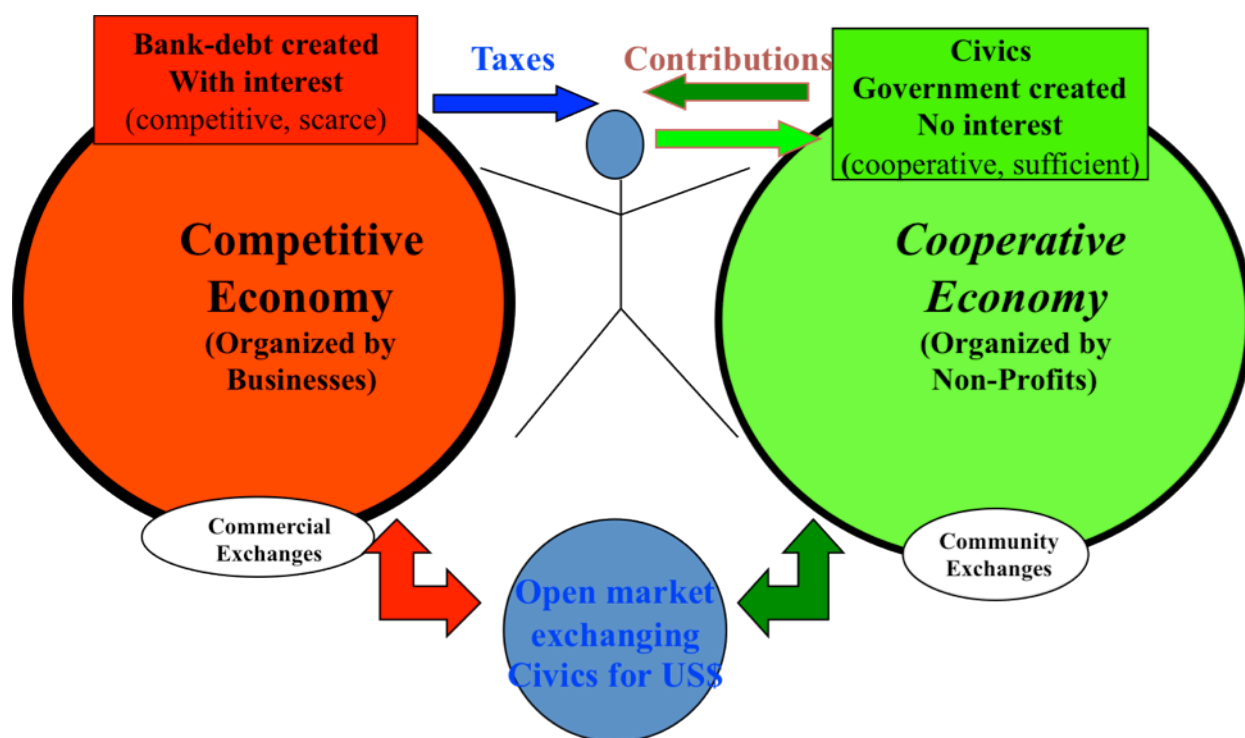 Bank-debt created
With interest
(competitive, scarce)
Taxes
Contributions
Civics
Government created
No interest
(cooperative, sufficient)
Competitive
Economy
(Organized by
Businesses)
Cooperative
Economy
(Organized by
Non-Profits)
Commercial
Exchanges
Open market
exchanging
Civics for US$
Community
Exchanges